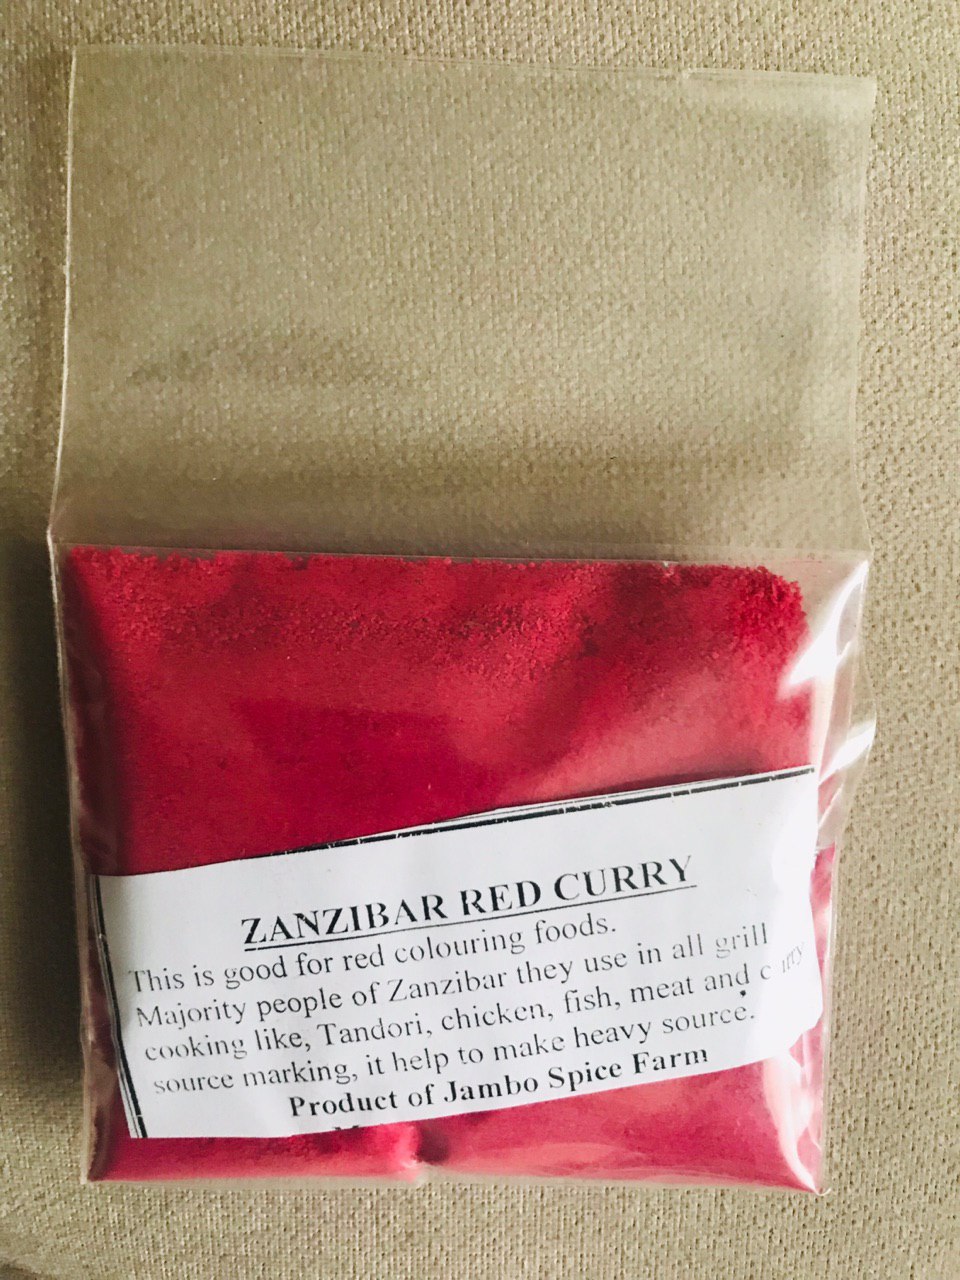 ZANZIBAR RED CURRY
This is good for red colouring foods.
Majority people of Zanzibar they use in all grill
cooking like, Tandori, chicken, fish, meat and curry
source marking, it help to make heavy source.
Product of Jambo Spice Farm